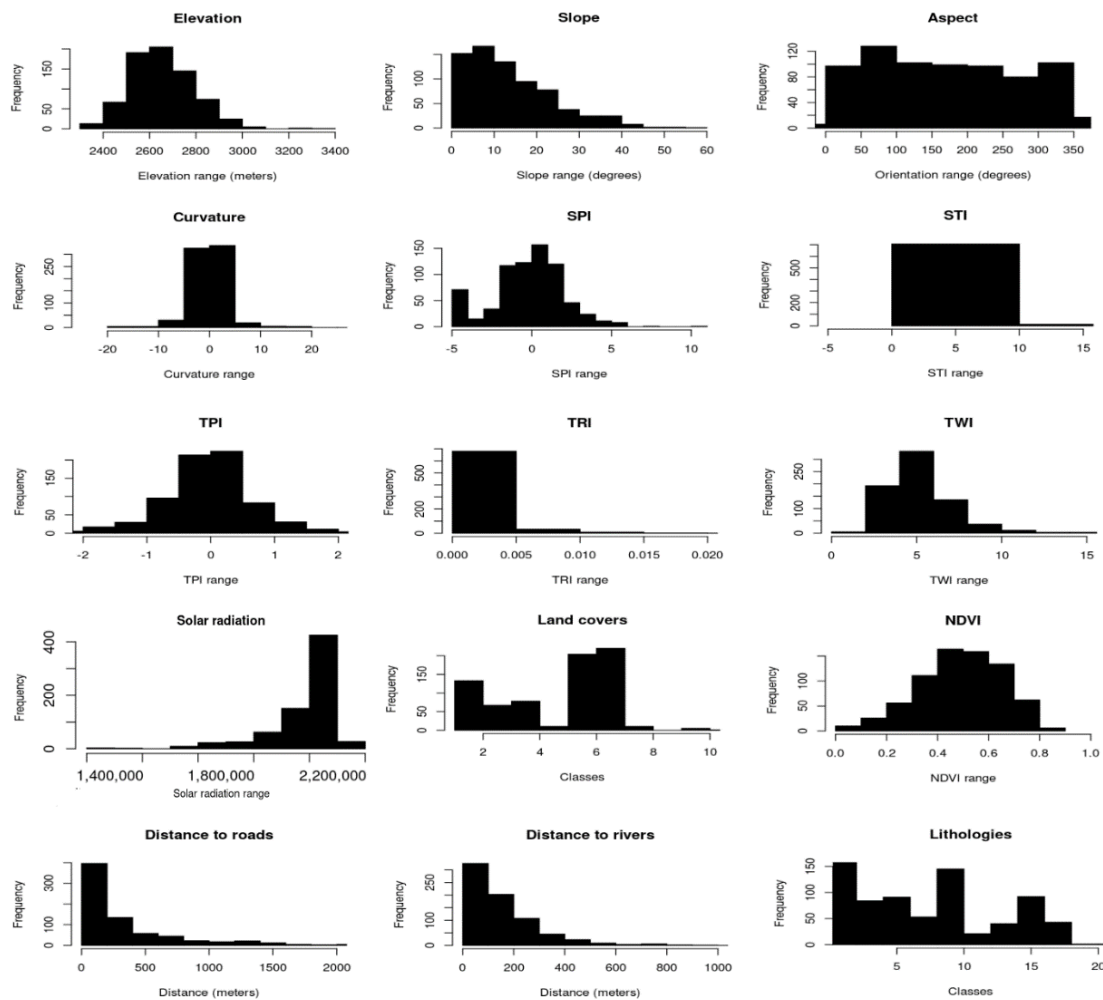 Elevation
Frequency
0 50 150
2400 2600 2800 3000 3200 3400
Elevation range (meters)
Slope
Frequency
0 50 100 150
0 10 20 30 40 50 60
Slope range (degrees)
Aspect
Frequency
0 40 80 120
0 50 100 150 200 250 300 350
Orientation range (degrees)
Curvature
Frequency
0 100 200 300
-20 -10 0 10 20
Curvature range
SPI
Frequency
0 50 100 150
-5 0 5 10
SPI range
STI
Frequency
0 200 500
-5 0 5 10 15
STI range
TPI
Frequency
0 50 150
-2 -1 0 1 2
TPI range
TRI
Frequency
0 200 500
0.000 0.005 0.010 0.015 0.020
TRI range
TWI
Frequency
0 100 300
0 5 10 15
TWI range
Solar radiation
Frequency
0 200 400
1,400,000 1,800,000 2,200,000
Solar radiation range
Land covers
Frequency
0 50 150
2 4 6 8 10
Classes
NDVI
Frequency
0 50 100 150
0.0 0.2 0.4 0.6 0.8 1.0
NDVI range
Distance to roads
Frequency
0 100 300
0 500 1000 1500 2000
Distance (meters)
Distance to rivers
Frequency
0 50 150 250
0 200 400 600 800 1000
Distance (meters)
Lithologies
Frequency
0 50 100 150
5 10 15 20
Classes